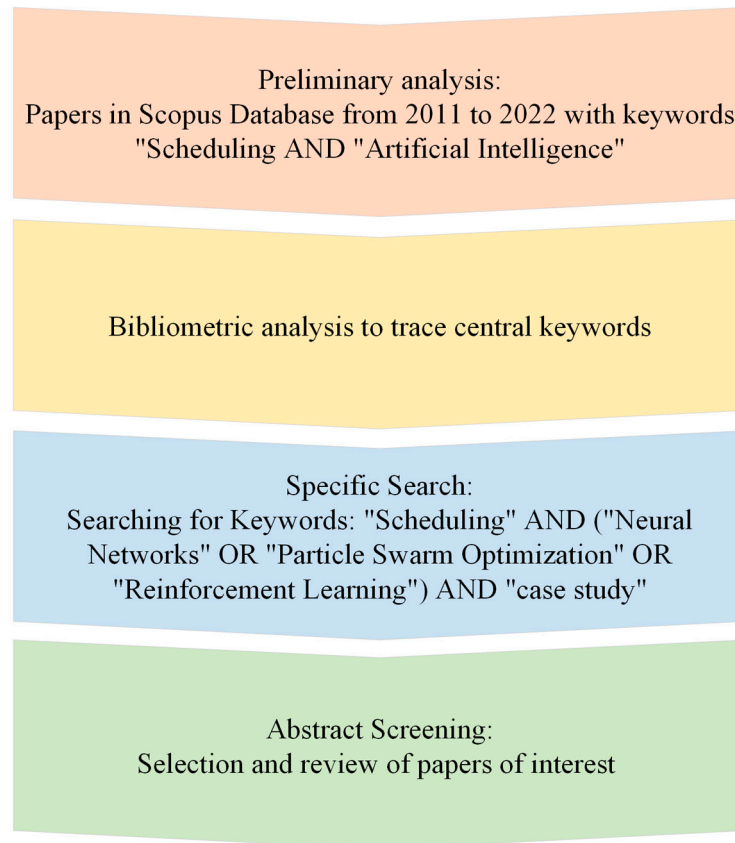 Preliminary analysis:
Papers in Scopus Database from 2011 to 2022 with keywords
"Scheduling AND "Artificial Intelligence"
Bibliometric analysis to trace central keywords
Specific Search:
Searching for Keywords: "Scheduling" AND ("Neural
Networks" OR "Particle Swarm Optimization" OR
"Reinforcement Learning") AND "case study"
Abstract Screening:
Selection and review of papers of interest